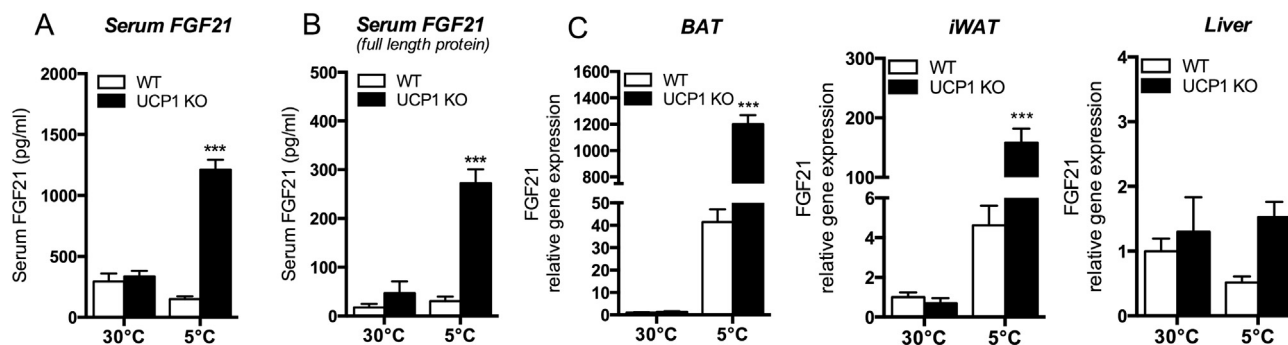 A
Serum FGF21
Serum FGF21 (pg/ml)
2000
1500
1000
500
0
WT
UCP1 KO
***
30°C
5°C
B
Serum FGF21
(full length protein)
Serum FGF21 (pg/ml)
500
400
300
200
100
0
WT
UCP1 KO
***
30°C
5°C
C
BAT
FGF21
relative gene expression
1600
1400
1200
1000
800
600
50
40
30
20
10
0
WT
UCP1 KO
***
30°C
5°C
iWAT
FGF21
relative gene expression
300
200
100
6
4
2
0
WT
UCP1 KO
***
30°C
5°C
Liver
FGF21
relative gene expression
4
3
2
1
0
WT
UCP1 KO
30°C
5°C